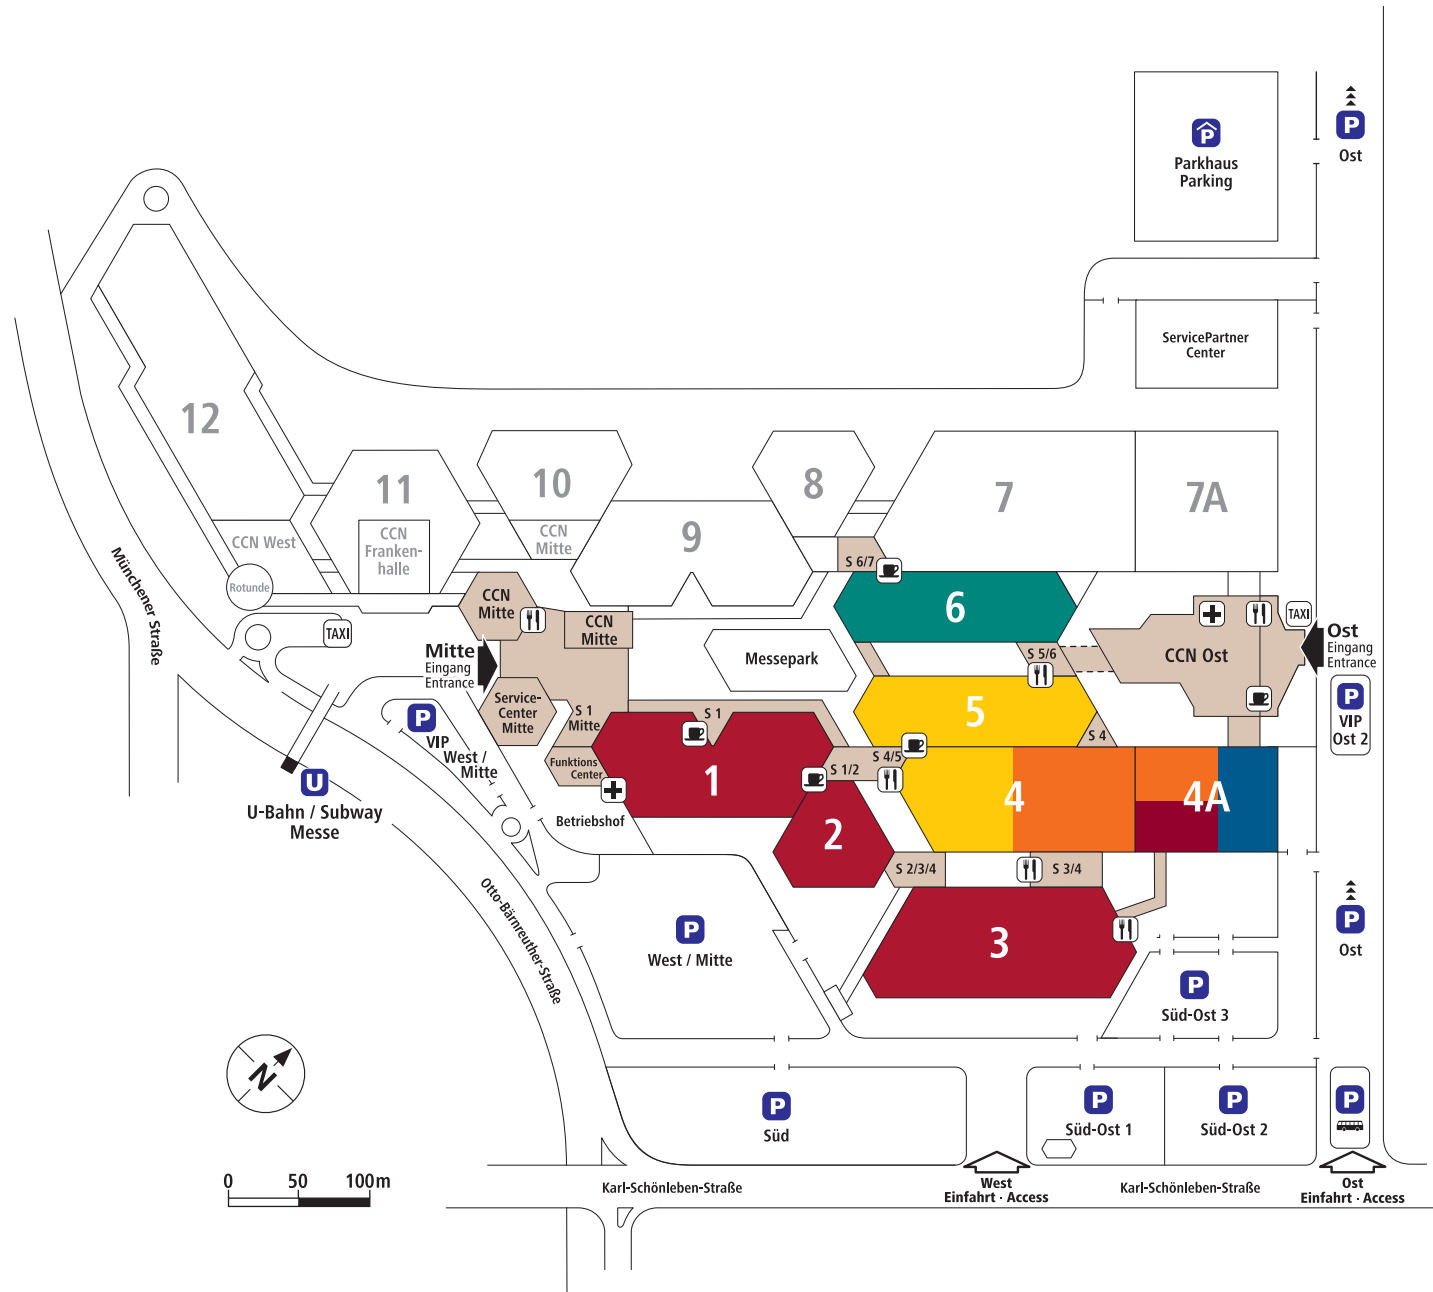 P
Ost
P
Parkhaus
Parking
ServicePartner
Center
12
11
10
9
8
7
7A
CCN West
CCN
Franken-
halle
CCN
Mitte
Rotunde
S 6/7
6
CCN
Mitte
CCN
Mitte
TAXI
TAXI
Mitte
Eingang
Entrance
Messepark
S 5/6
CCN Ost
Ost
Eingang
Entrance
Münchener Straße
Service-
Center
Mitte
S 1
Mitte
S 1
5
S 4
P
VIP
Ost 2
P
VIP
West /
Mitte
Funktions
Center
S 1/2
S 4/5
1
4
4A
U
U-Bahn / Subway
Messe
Betriebshof
2
S 2/3/4
S 3/4
Otto-Bärnreuther-Straße
P
West / Mitte
3
P
Ost
P
Süd-Ost 3
N
P
Süd
P
Süd-Ost 1
P
Süd-Ost 2
P
0
50
100m
Karl-Schönleben-Straße
West
Einfahrt · Access
Karl-Schönleben-Straße
Ost
Einfahrt · Access